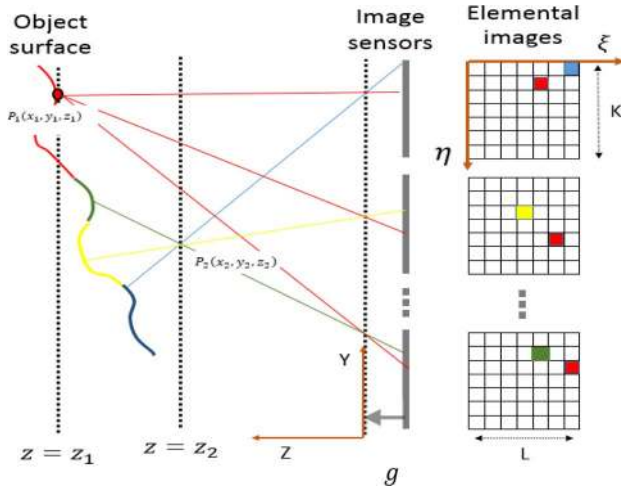 Object
surface
Image
sensors
Elemental
images
ξ
K
η
P₁(x₁, y₁, z₁)
P₂(x₂, y₂, z₂)
Y
Z
z = z₁
z = z₂
g
L